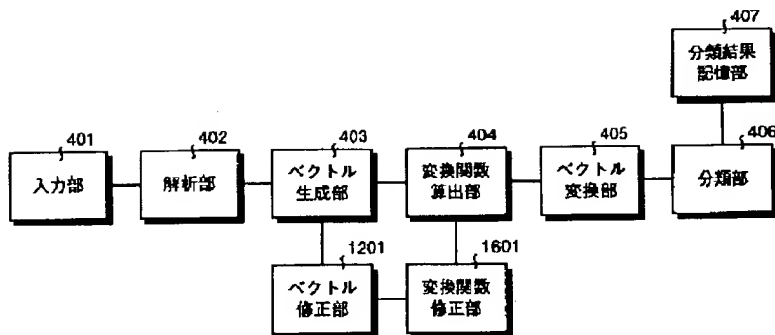 407
分類結果
記憶部
401
402
403
404
405
406
入力部
解析部
ベクトル
生成部
変換関数
算出部
ベクトル
変換部
分類部
1201
1601
ベクトル
修正部
変換関数
修正部